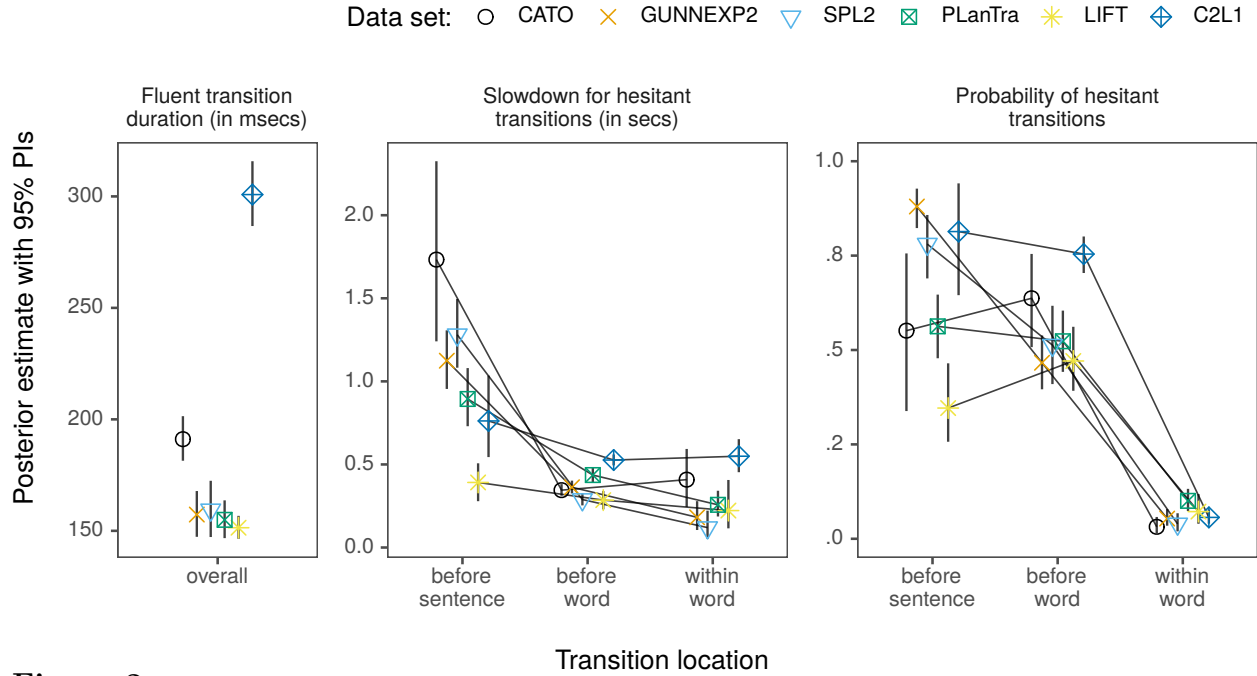 Data set: CATO GUNNEXP2 SPL2 PLanTra LIFT C2L1
Fluent transition
duration (in msecs)
Slowdown for hesitant
transitions (in secs)
Probability of hesitant
transitions
Posterior estimate with 95% PIs
300
250
200
150
overall
2.0
1.5
1.0
0.5
0.0
before
sentence
before
word
within
word
1.0
.8
.5
.2
.0
before
sentence
before
word
within
word
Transition location